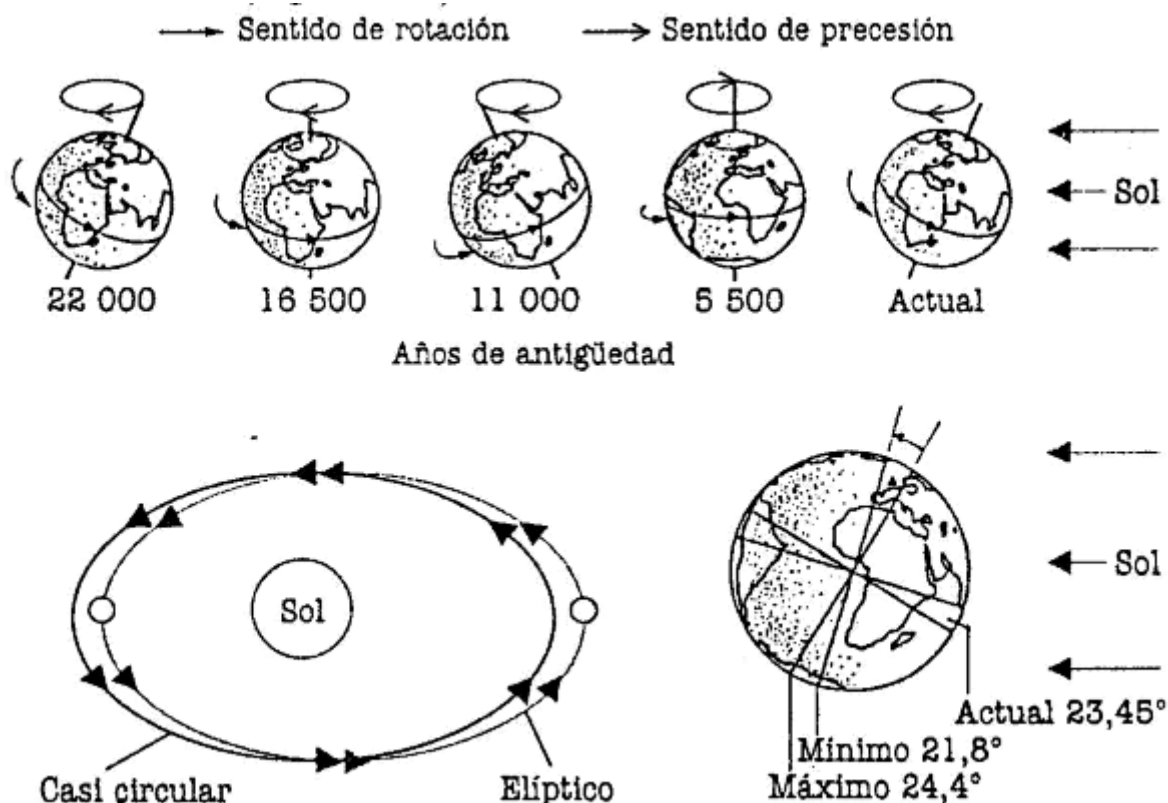 Sentido de rotación Sentido de precesión
Sol
22 000 16 500 11 000 5 500 Actual
Años de antigüedad
Sol
Sol
Actual 23,45°
Mínimo 21,8°
Casi circular Elíptico Máximo 24,4°